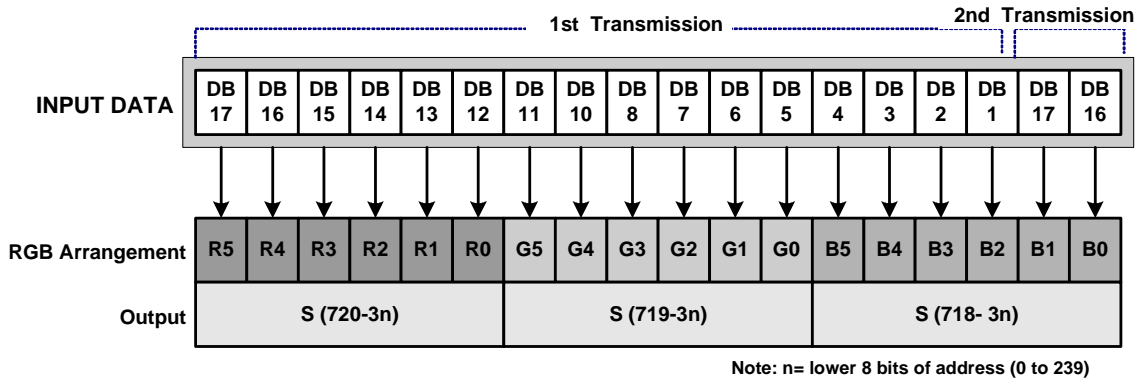 2nd Transmission
1st Transmission
INPUT DATA
DB 17 DB 16 DB 15 DB 14 DB 13 DB 12 DB 11 DB 10 DB 8 DB 7 DB 6 DB 5 DB 4 DB 3 DB 2 DB 1 DB 17 DB 16
RGB Arrangement R5 R4 R3 R2 R1 R0 G5 G4 G3 G2 G1 G0 B5 B4 B3 B2 B1 B0
Output S (720-3n) S (719-3n) S (718- 3n)
Note: n= lower 8 bits of address (0 to 239)